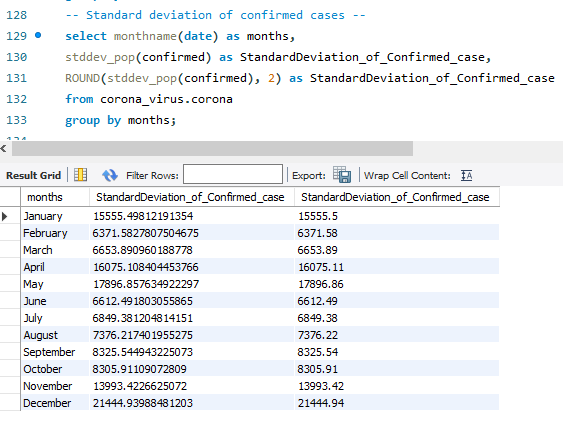 128 -- Standard deviation of confirmed cases --
129 select monthname(date) as months,
130 stddev_pop(confirmed) as StandardDeviation_of_Confirmed_case,
131 ROUND(stddev_pop(confirmed), 2) as StandardDeviation_of_Confirmed_case
132 from corona_virus.corona
133 group by months;
Result Grid Filter Rows: Export: Wrap Cell Content:
months StandardDeviation_of_Confirmed_case StandardDeviation_of_Confirmed_case
January 15555.49812191354 15555.5
February 6371.5827807504675 6371.58
March 6653.890960188778 6653.89
April 16075.108404453766 16075.11
May 17896.857634922297 17896.86
June 6612.491803055865 6612.49
July 6849.381204814151 6849.38
August 7376.217401955275 7376.22
September 8325.544943225073 8325.54
October 8305.91109072809 8305.91
November 13993.4226625072 13993.42
December 21444.93988481203 21444.94